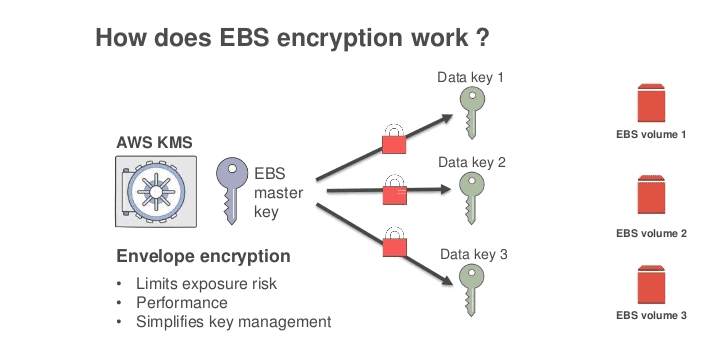 How does EBS encryption work ?
Data key 1
EBS volume 1
AWS KMS
EBS
master
key
Data key 2
EBS volume 2
Envelope encryption
• Limits exposure risk
• Performance
• Simplifies key management
Data key 3
EBS volume 3